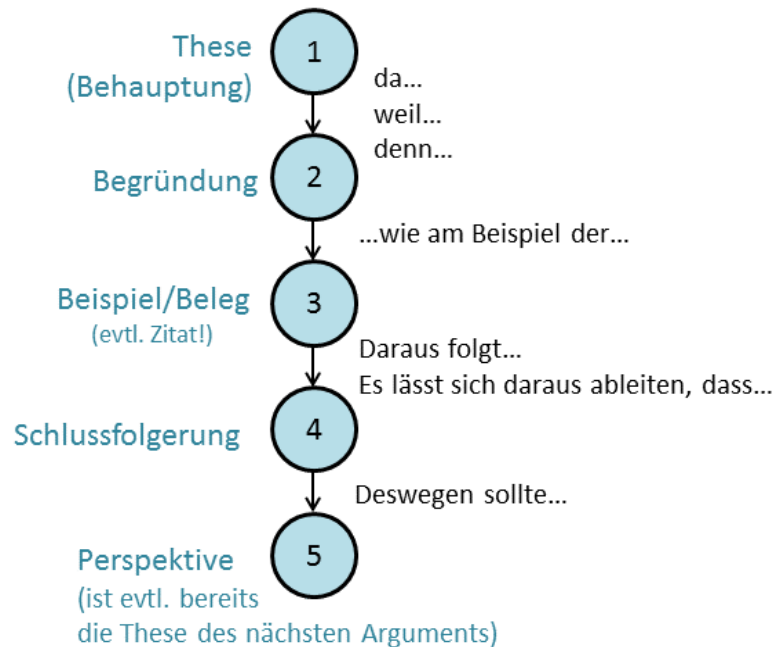 These
(Behauptung)
1
da...
weil...
denn...
Begründung
2
...wie am Beispiel der...
Beispiel/Beleg
(evtl. Zitat!)
3
Daraus folgt...
Es lässt sich daraus ableiten, dass...
Schlussfolgerung
4
Deswegen sollte...
Perspektive
5
(ist evtl. bereits
die These des nächsten Arguments)